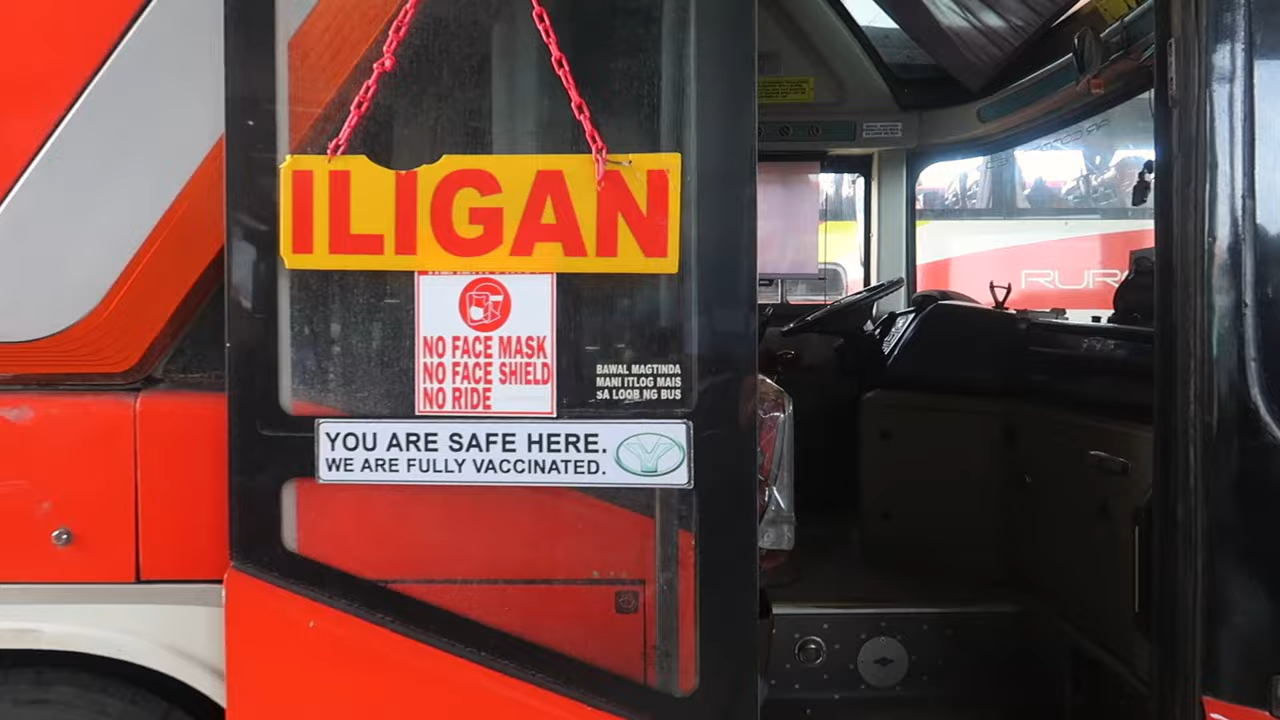 ILIGAN
NO FACE MASK
NO FACE SHIELD
NO RIDE
BAWAL MAGTINDA
MANI ITLOG MAIS
SA LOOB NG BUS
YOU ARE SAFE HERE.
WE ARE FULLY VACCINATED.